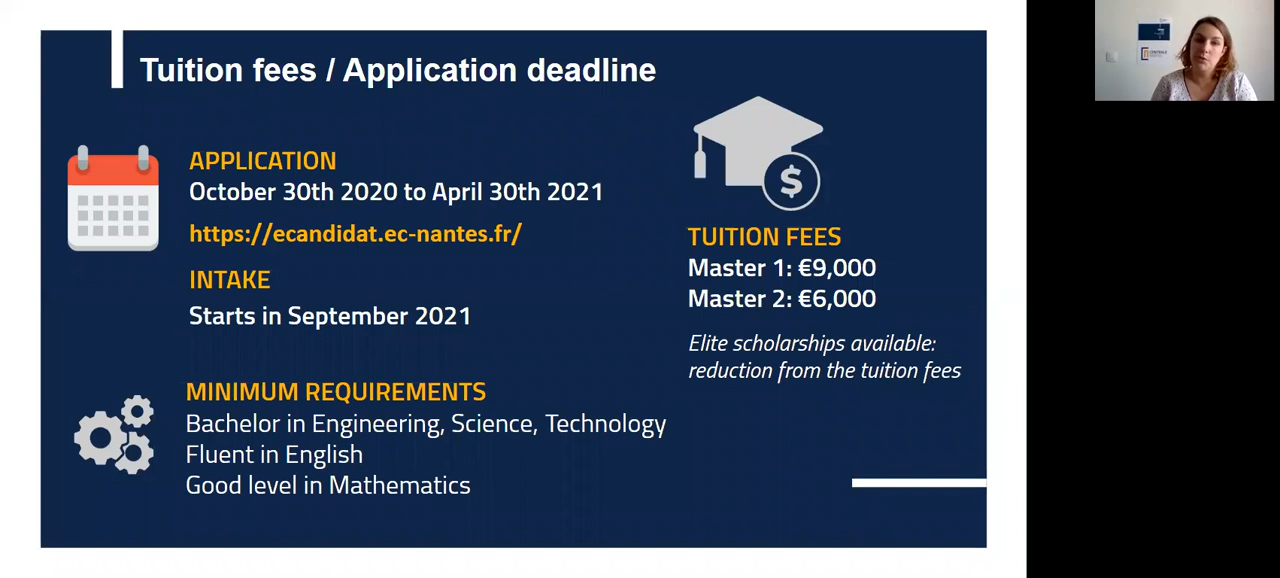 Tuition fees / Application deadline
APPLICATION
October 30th 2020 to April 30th 2021
https://ecandidat.ec-nantes.fr/
INTAKE
Starts in September 2021
MINIMUM REQUIREMENTS
Bachelor in Engineering, Science, Technology
Fluent in English
Good level in Mathematics
$
TUITION FEES
Master 1: €9,000
Master 2: €6,000
Elite scholarships available:
reduction from the tuition fees
CENTRALE